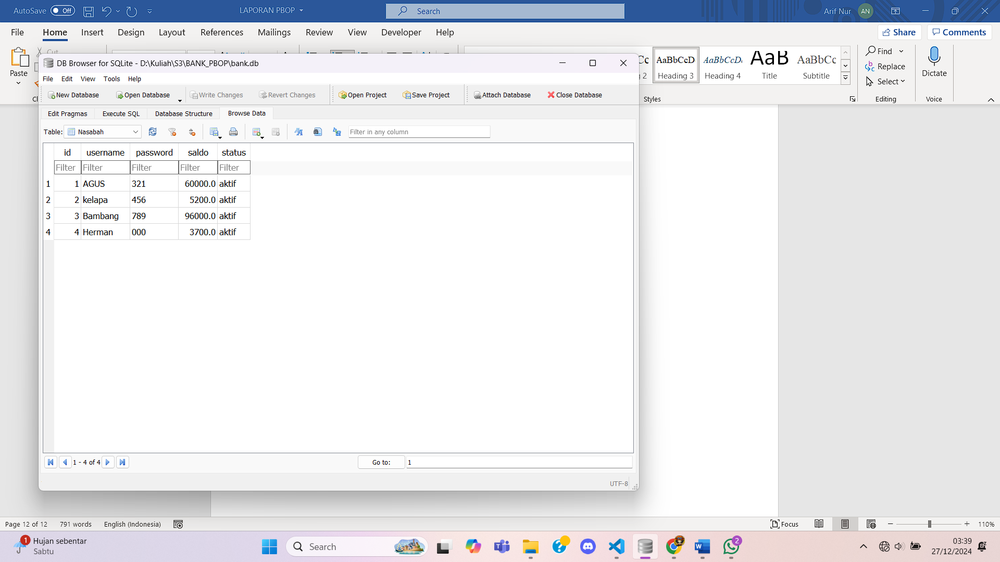 AutoSave Off LAPORAN PBOP Search Arif Nur AN
File Home Insert Design Layout References Mailings Review View Developer Help Share Comments
Paste
Find
Replace
Select
Dictate
AaBbCcD Heading 3
AaBbCcDc Heading 4
AaB Title
AaBbCc Subtitle
Styles Editing Voice
DB Browser for SQLite - D:\Kuliah\S3\BANK_PBOP\bank.db
File Edit View Tools Help
New Database Open Database Write Changes Revert Changes Open Project Save Project Attach Database Close Database
Edit Pragmas Execute SQL Database Structure Browse Data
Table: Nasabah Filter in any column
id username password saldo status
Filter Filter Filter Filter Filter
1 1 AGUS 321 60000.0 aktif
2 2 kelapa 456 5200.0 aktif
3 3 Bambang 789 96000.0 aktif
4 4 Herman 000 3700.0 aktif
1 - 4 of 4 Go to: 1
UTF-8
Page 12 of 12 791 words English (Indonesia) Focus 110%
1 Hujan sebentar
Sabtu
Search
2
03:39
27/12/2024